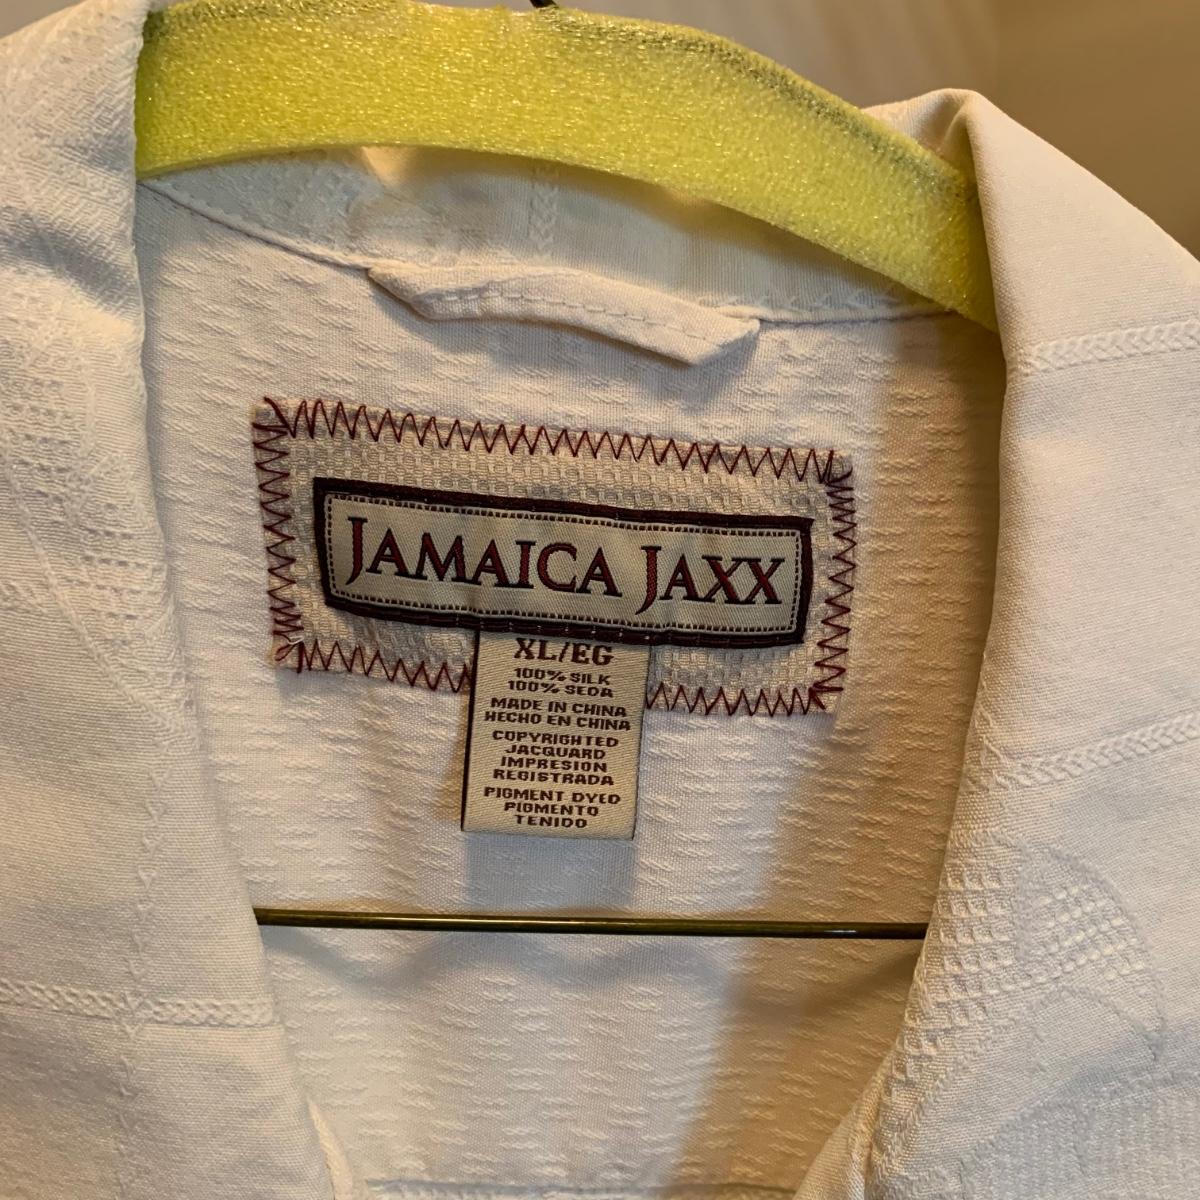 JAMAICA JAXX
XL/EG
100% SILK
100% SEDA
MADE IN CHINA
HECHO EN CHINA
COPYRIGHTED
JACQUARD
IMPRESION
REGISTRADA
PIGMENT DYED
PIGMENTO
TENIDO